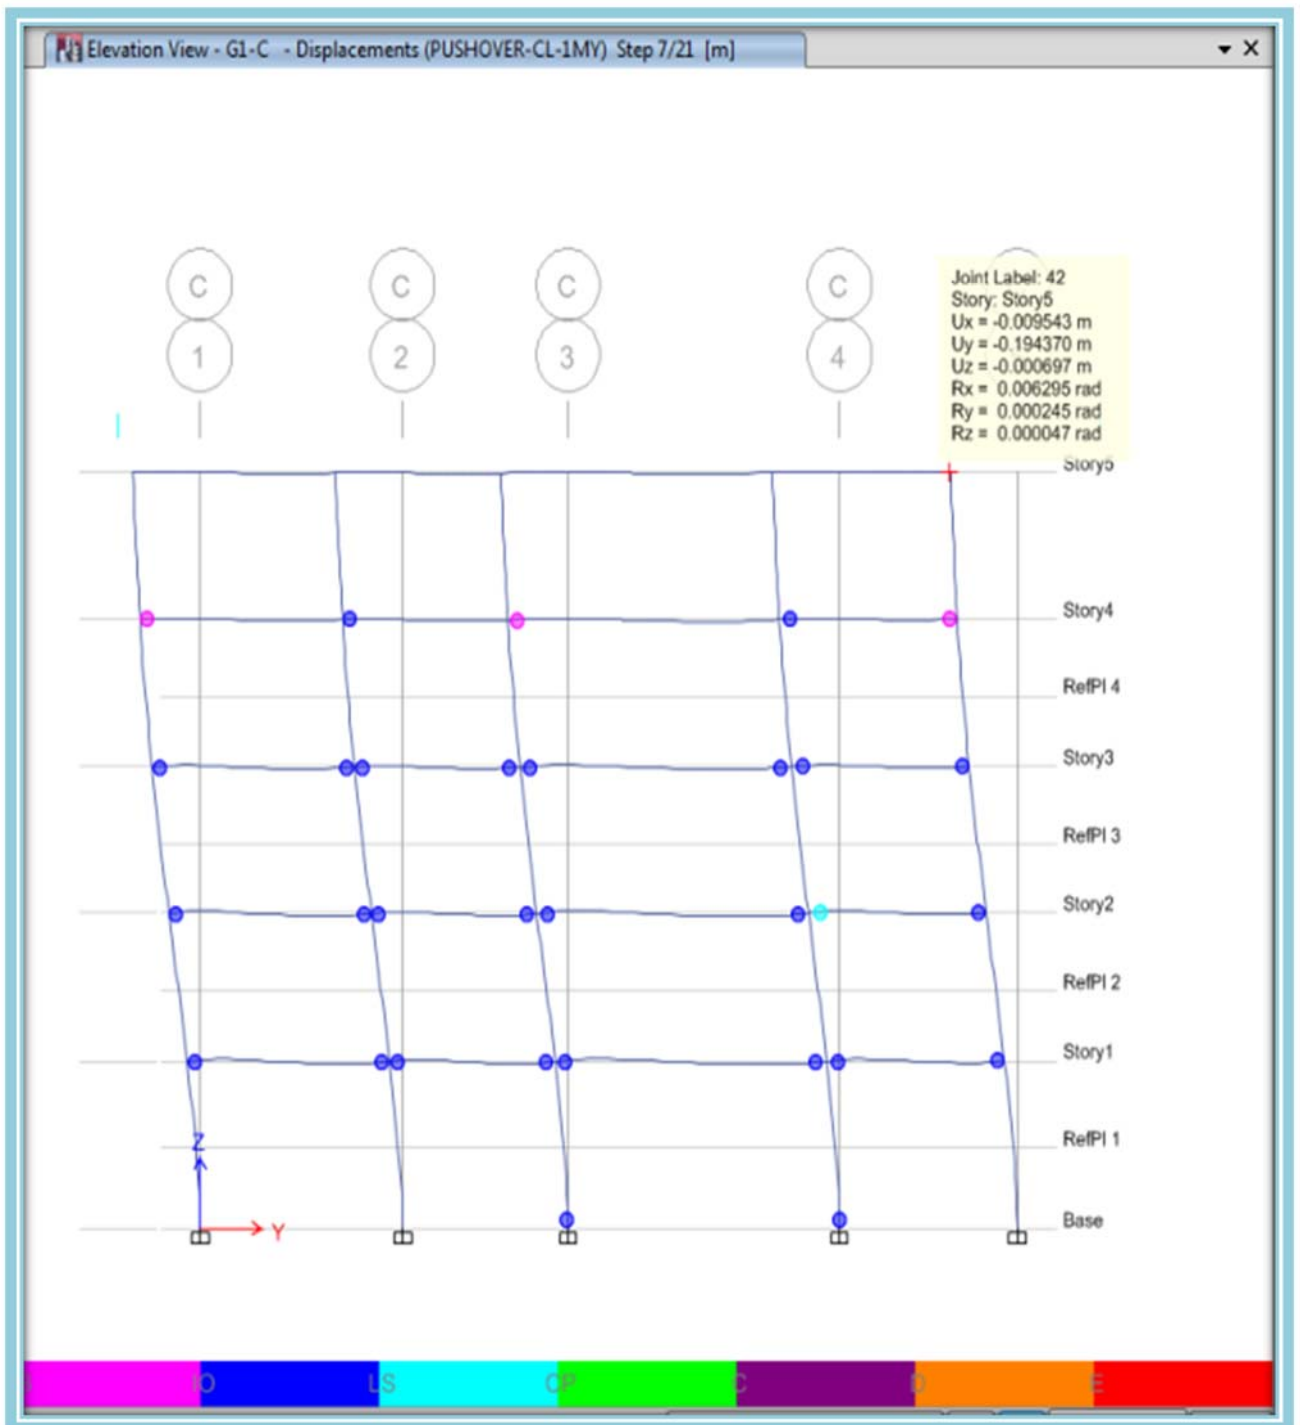 Elevation View - G1-C - Displacements (PUSHOVER-CL-1MY) Step 7/21 [m]
C C C C
1 2 3 4
Joint Label: 42
Story: Story5
Ux = -0.009543 m
Uy = -0.194370 m
Uz = -0.000697 m
Rx = 0.006295 rad
Ry = 0.000245 rad
Rz = 0.000047 rad
Story5
Story4
RefPl 4
Story3
RefPl 3
Story2
RefPl 2
Story1
RefPl 1
Z
Y
Base
IO LS CP C D E